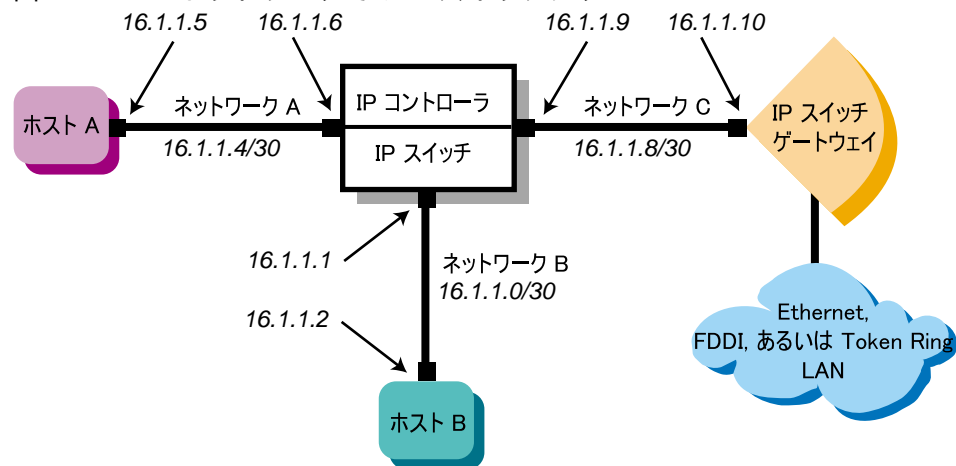 16.1.1.5
16.1.1.6
16.1.1.9
16.1.1.10
ホスト A
ネットワーク A
16.1.1.4/30
IP コントローラ
IP スイッチ
ネットワーク C
16.1.1.8/30
IP スイッチ
ゲートウェイ
16.1.1.1
ネットワーク B
16.1.1.0/30
16.1.1.2
ホスト B
Ethernet,
FDDI, あるいは Token Ring
LAN